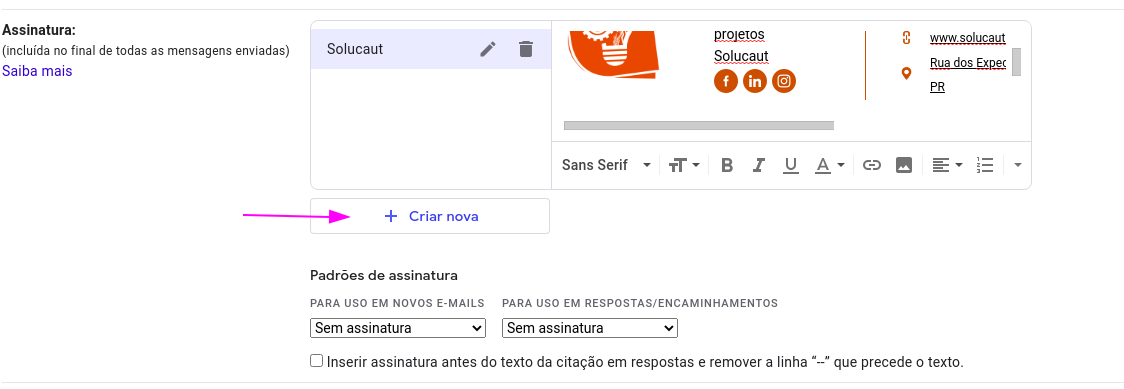 Assinatura:
(incluída no final de todas as mensagens enviadas)
Saiba mais
Solucaut
projetos
Solucaut
www.solucaut
Rua dos Exped
PR
Sans Serif
Criar nova
Padrões de assinatura
PARA USO EM NOVOS E-MAILS
PARA USO EM RESPOSTAS/ENCAMINHAMENTOS
Sem assinatura
Sem assinatura
Inserir assinatura antes do texto da citação em respostas e remover a linha “--” que precede o texto.